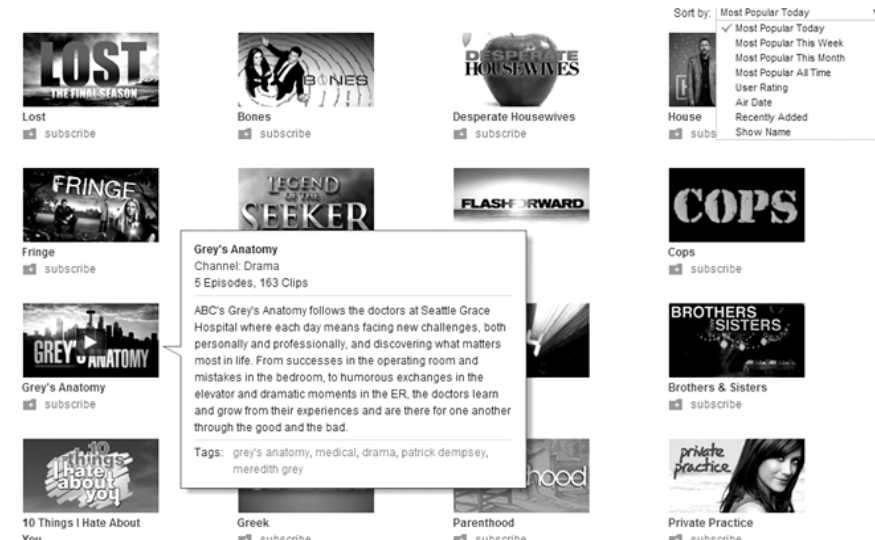 Sort by: Most Popular Today
Most Popular Today
Most Popular This Week
Most Popular This Month
Most Popular All Time
User Rating
Air Date
Recently Added
Show Name
LOST
THE FINAL SEASON
Lost
subscribe
BONES
Bones
subscribe
DESPERATE
HOUSEWIVES
Desperate Housewives
subscribe
House
subs
FRINGE
Fringe
subscribe
LEGEND
OF THE
SEEKER
FLASHFORWARD
COPS
Cops
subscribe
GREY'S ANATOMY
Grey's Anatomy
subscribe
Grey's Anatomy
Channel: Drama
5 Episodes, 163 Clips
ABC's Grey's Anatomy follows the doctors at Seattle Grace
Hospital where each day means facing new challenges, both
personally and professionally, and discovering what matters
most in life. From successes in the operating room and
mistakes in the bedroom, to humorous exchanges in the
elevator and dramatic moments in the ER, the doctors learn
and grow from their experiences and are there for one another
through the good and the bad.
Tags: grey's anatomy, medical, drama, patrick dempsey,
meredith grey
BROTHERS
SISTERS
Brothers & Sisters
subscribe
10
things
I hate
about
you
10 Things I Hate About
You
Greek
subscribe
hood
Parenthood
subscribe
private
practice
Private Practice
subscribe